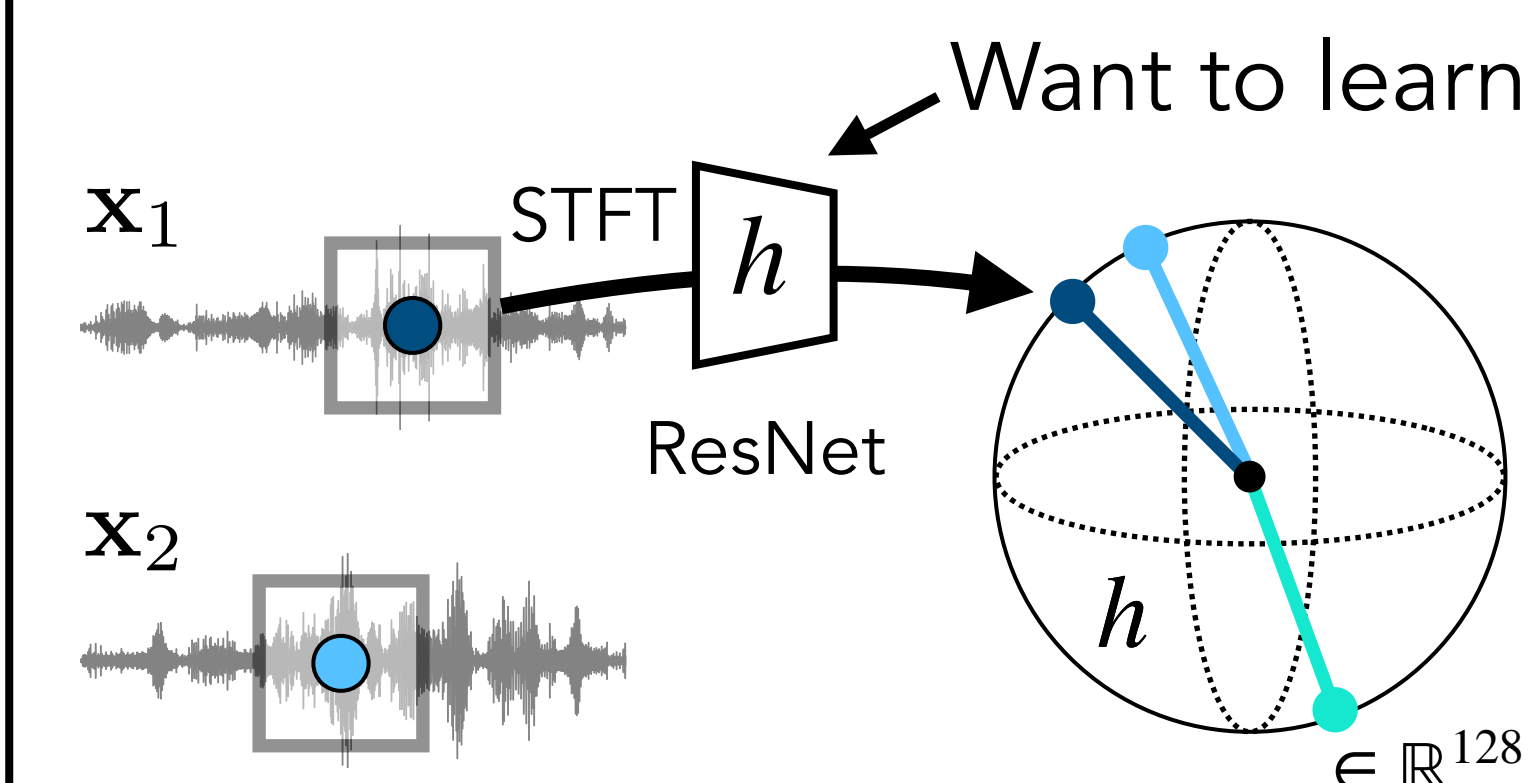 Want to learn
x₁
STFT
h
ResNet
x₂
h
∈ ℝ¹²⁸